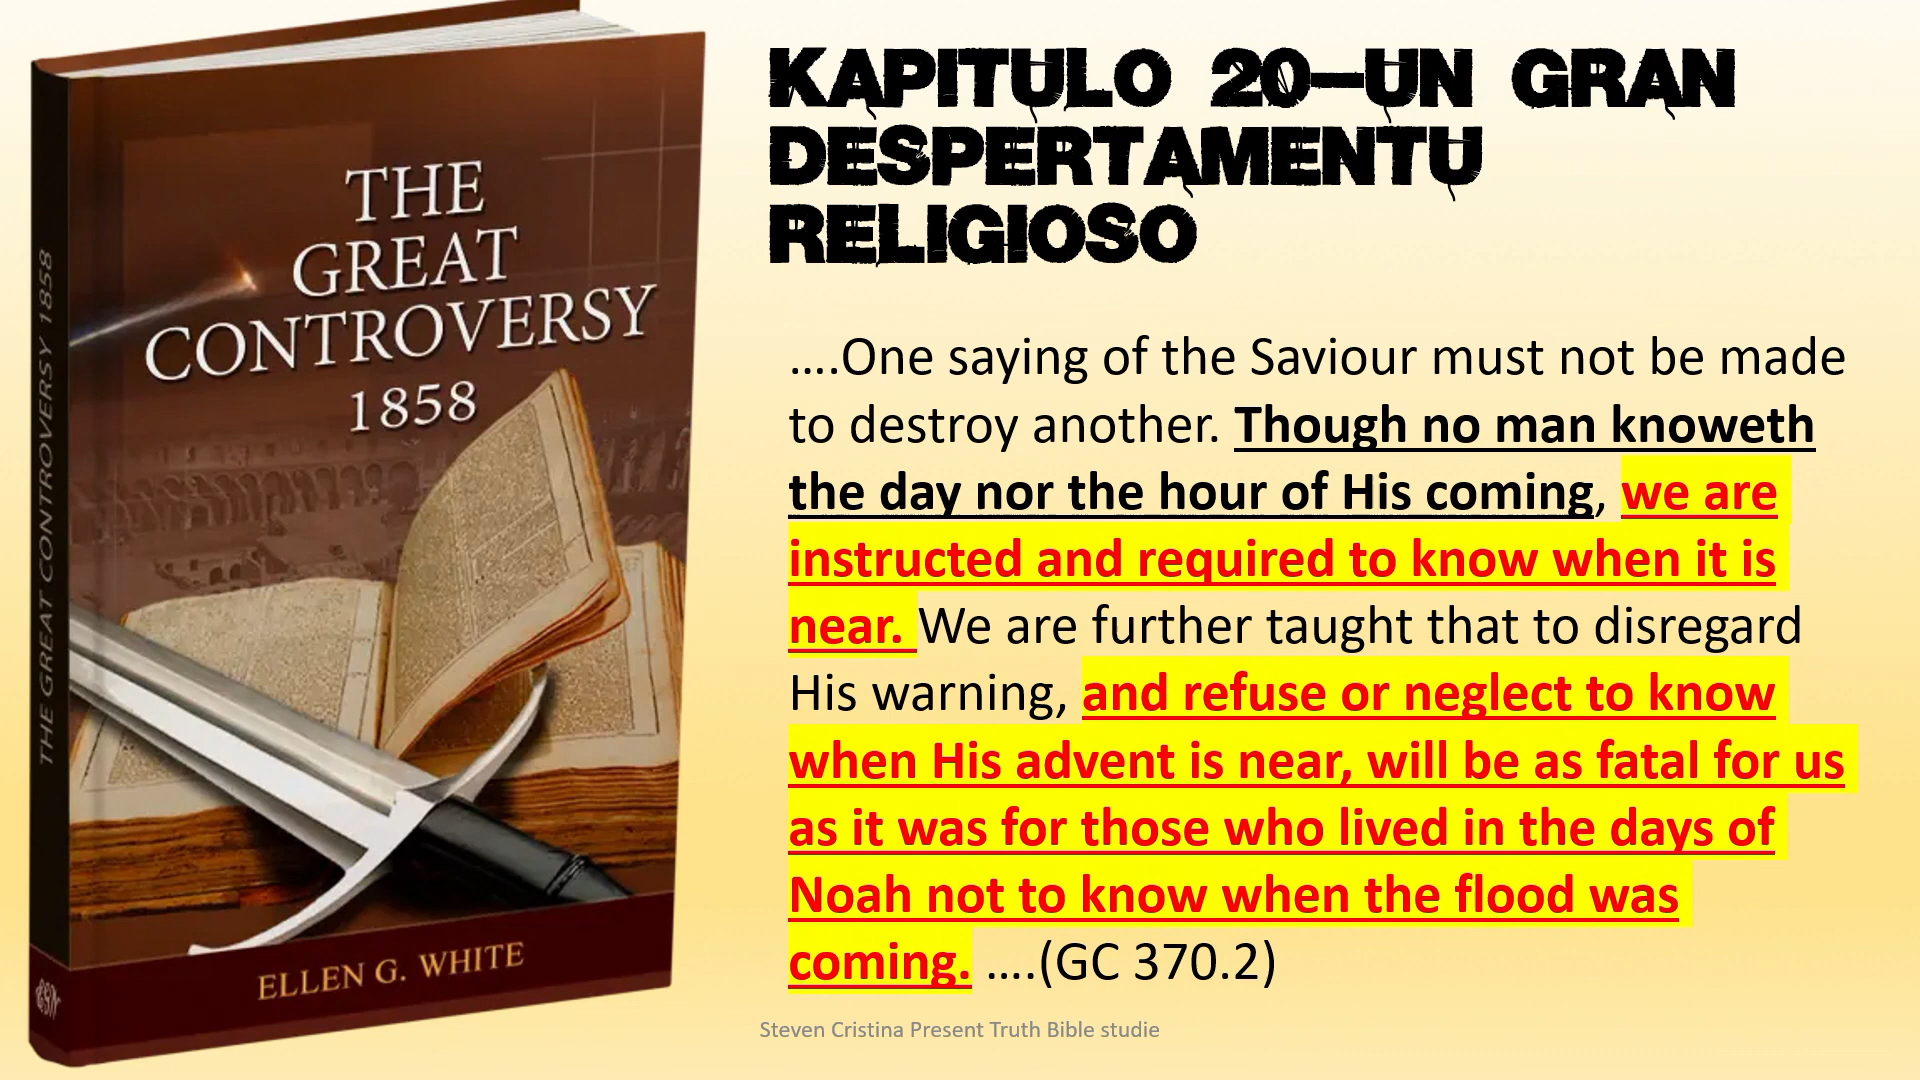 THE
GREAT
CONTROVERSY
1858
THE GREAT CONTROVERSY 1858
ELLEN G. WHITE
KAPITULO 20—UN GRAN
DESPERTAMENTU
RELIGIOSO
....One saying of the Saviour must not be made
to destroy another. Though no man knoweth
the day nor the hour of His coming, we are
instructed and required to know when it is
near. We are further taught that to disregard
His warning, and refuse or neglect to know
when His advent is near, will be as fatal for us
as it was for those who lived in the days of
Noah not to know when the flood was
coming. ....(GC 370.2)
Steven Cristina Present Truth Bible studie